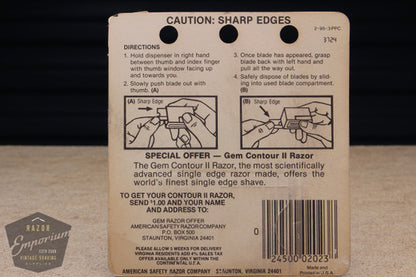 CAUTION: SHARP EDGES
2-95-3/PPC
3724
DIRECTIONS
1. Hold dispenser in right hand
between thumb and index finger
with thumb window facing up
and towards you.
2. Slowly push blade out with
thumb. (A)
3. Once blade has appeared, grasp
back with left hand and
pull all the way out.
4. Safely dispose of blades by slid-
ing into used blade compartment.
(B)
(A) Sharp Edge
(B) Sharp Edge
SPECIAL OFFER — Gem Contour II Razor
The Gem Contour II Razor, the most scientifically
advanced single edge razor made, offers the
world's finest single edge shave.
TO GET YOUR CONTOUR II RAZOR,
SEND $1.00 AND YOUR NAME
AND ADDRESS TO:
GEM RAZOR OFFER
AMERICAN SAFETY RAZOR COMPANY
P.O. BOX 500
STAUNTON, VIRGINIA 24401
PLEASE ALLOW 5 WEEKS FOR DELIVERY
VIRGINIA RESIDENTS ADD 4% SALES TAX
OFFER AVAILABLE ONLY WITHIN THE
CONTINENTAL U.S.
AMERICAN SAFETY RAZOR COMPANY STAUNTON, VIRGINIA 24401
0
24500 02023
Made and
Printed in U.S.A.
RAZOR
Emporium
VINTAGE SHAVING